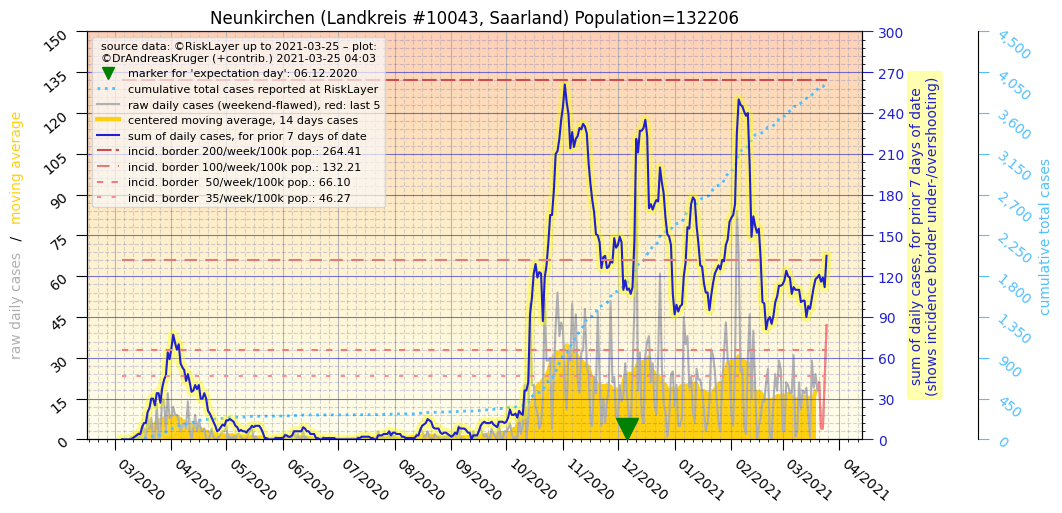 Neunkirchen (Landkreis #10043, Saarland) Population=132206
source data: ©RiskLayer up to 2021-03-25 – plot:
©DrAndreasKruger (+contrib.) 2021-03-25 04:03
marker for 'expectation day': 06.12.2020
cumulative total cases reported at RiskLayer
raw daily cases (weekend-flawed), red: last 5
centered moving average, 14 days cases
sum of daily cases, for prior 7 days of date
incid. border 200/week/100k pop.: 264.41
incid. border 100/week/100k pop.: 132.21
incid. border  50/week/100k pop.: 66.10
incid. border  35/week/100k pop.: 46.27
raw daily cases  /  moving average
150
135
120
105
90
75
60
45
30
15
0
03/2020
04/2020
05/2020
06/2020
07/2020
08/2020
09/2020
10/2020
11/2020
12/2020
01/2021
02/2021
03/2021
04/2021
300
270
240
210
180
150
120
90
60
30
0
sum of daily cases, for prior 7 days of date
(shows incidence border under-/overshooting)
4,500
4,050
3,600
3,150
2,700
2,250
1,800
1,350
900
450
0
cumulative total cases